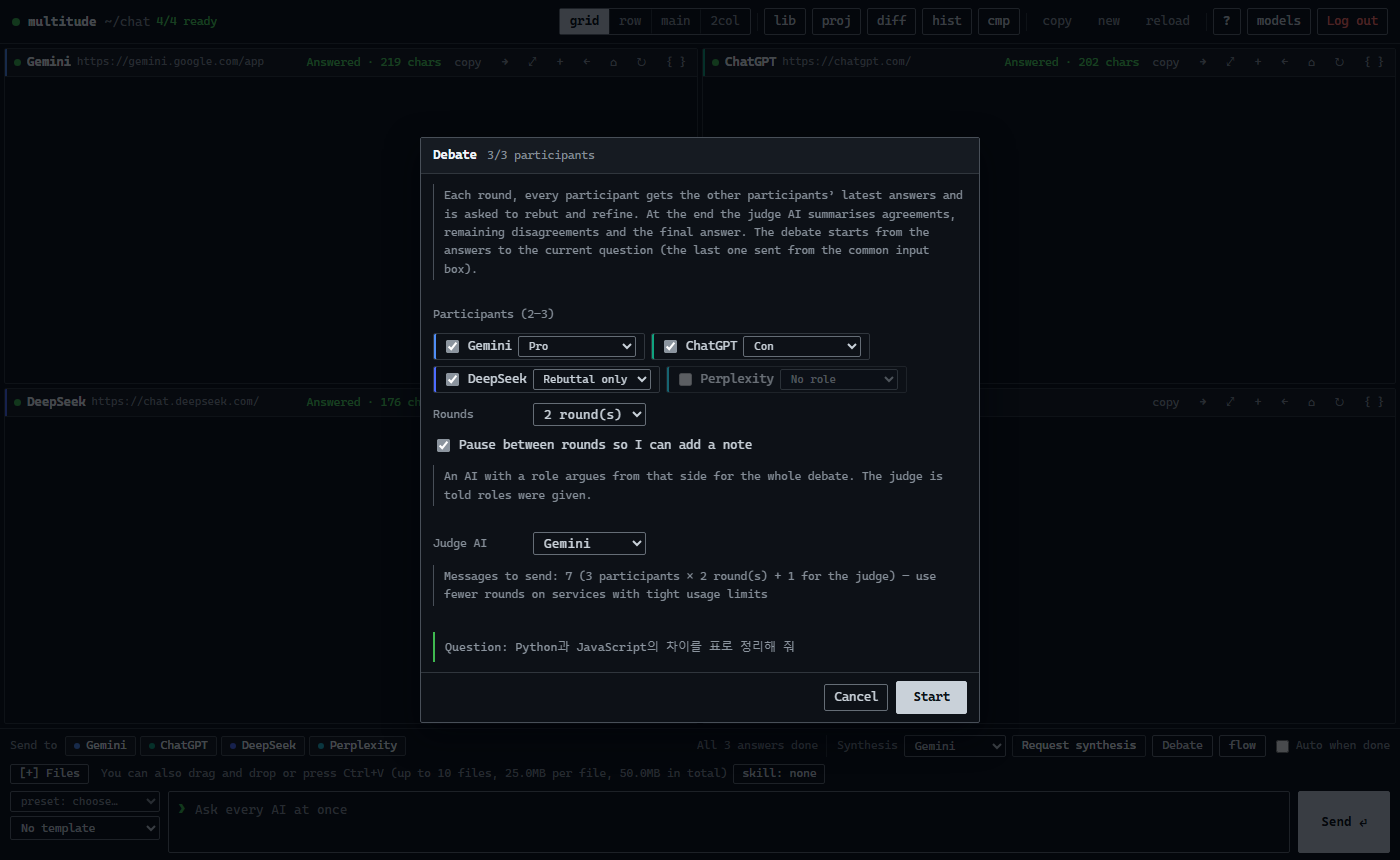 multitude ~/chat 4/4 ready grid row main 2col lib proj diff hist cmp copy new reload ? models Log out
Gemini https://gemini.google.com/app Answered · 219 chars copy → ⤢ + ← ⌂ ↻ { }
ChatGPT https://chatgpt.com/ Answered · 202 chars copy → ⤢ + ← ⌂ ↻ { }
Debate 3/3 participants
Each round, every participant gets the other participants’ latest answers and
is asked to rebut and refine. At the end the judge AI summarises agreements,
remaining disagreements and the final answer. The debate starts from the
answers to the current question (the last one sent from the common input
box).
Participants (2–3)
Gemini Pro ChatGPT Con
DeepSeek Rebuttal only Perplexity No role
DeepSeek https://chat.deepseek.com/ Answered · 176 ch
copy → ⤢ + ← ⌂ ↻ { }
Rounds 2 round(s)
Pause between rounds so I can add a note
An AI with a role argues from that side for the whole debate. The judge is
told roles were given.
Judge AI Gemini
Messages to send: 7 (3 participants × 2 round(s) + 1 for the judge) — use
fewer rounds on services with tight usage limits
Question: Python과 JavaScript의 차이를 표로 정리해 줘
Cancel Start
Send to Gemini ChatGPT DeepSeek Perplexity All 3 answers done Synthesis Gemini Request synthesis Debate flow Auto when done
[+] Files You can also drag and drop or press Ctrl+V (up to 10 files, 25.0MB per file, 50.0MB in total) skill: none
preset: choose…
No template
❯ Ask every AI at once
Send ↵